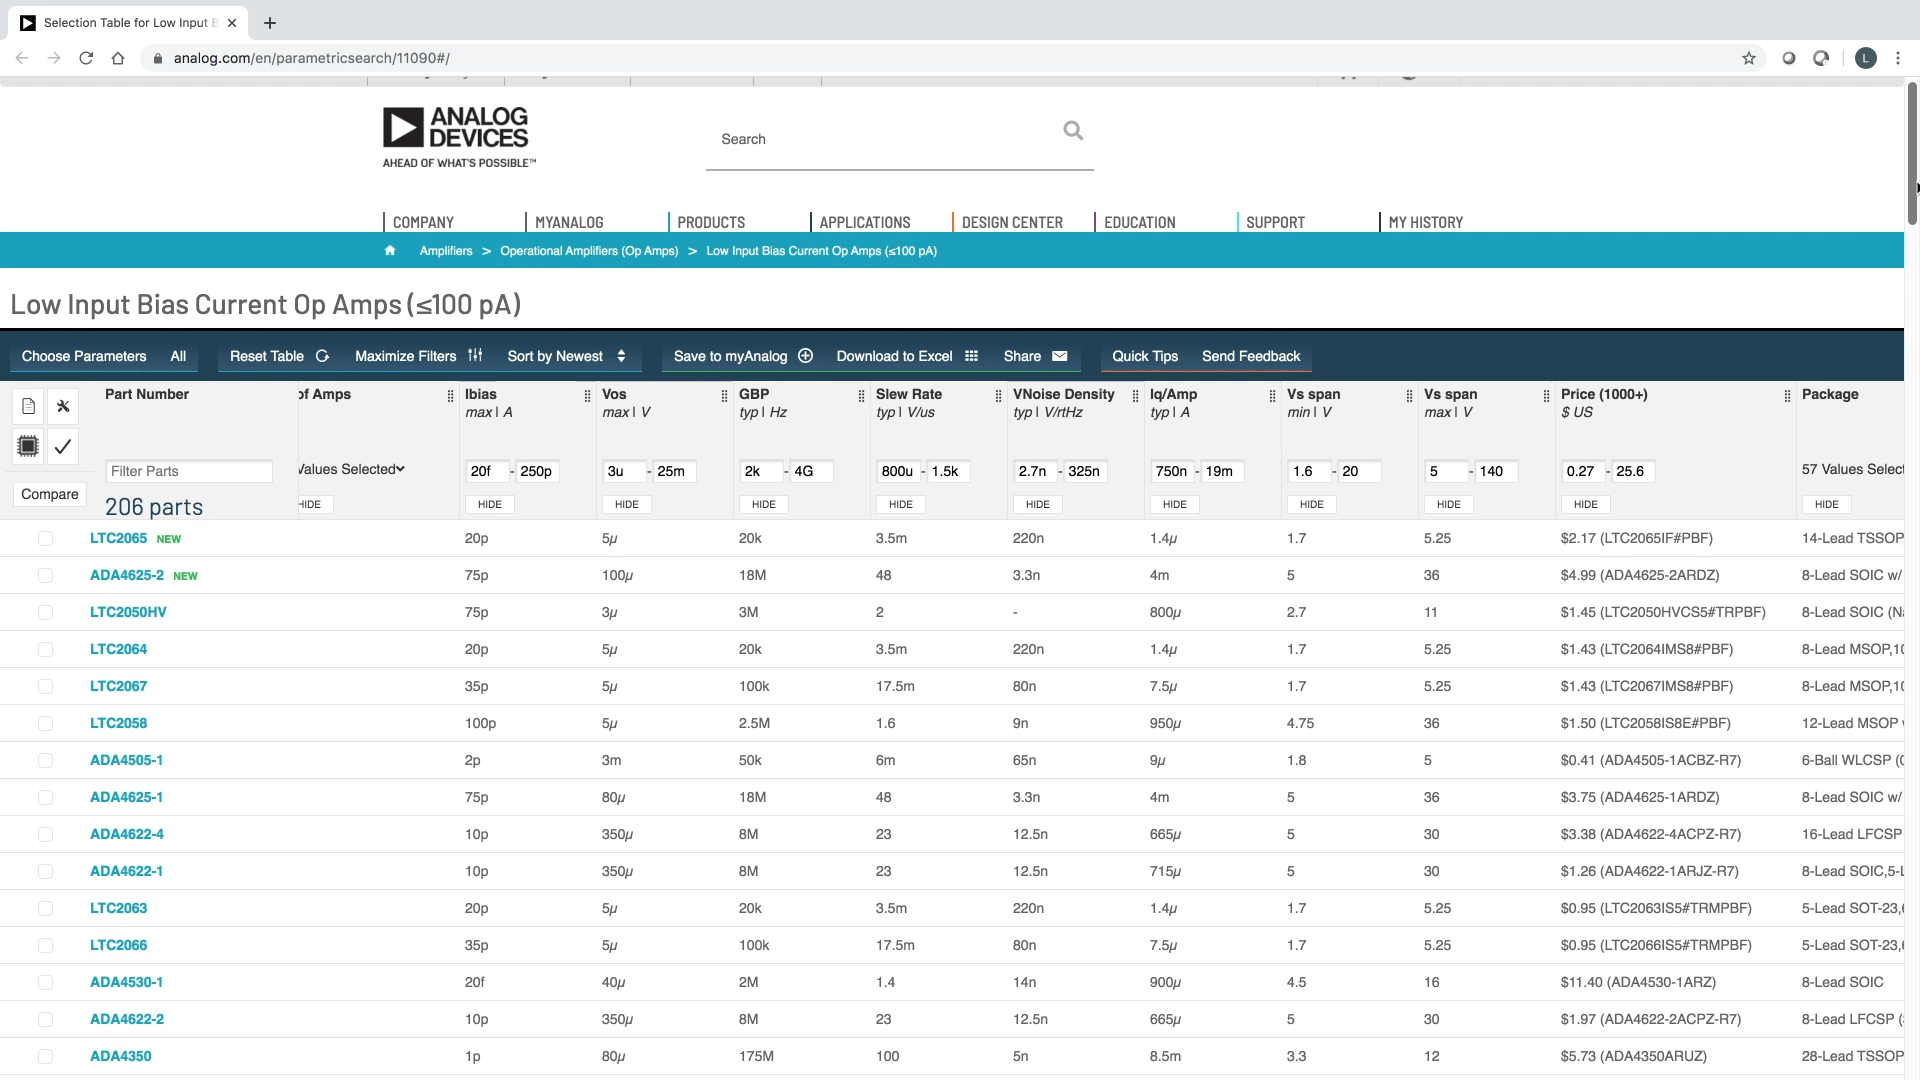 Selection Table for Low Input B
analog.com/en/parametricsearch/11090#/
L
ANALOG
DEVICES
AHEAD OF WHAT'S POSSIBLE™
Search
COMPANY MYANALOG PRODUCTS APPLICATIONS DESIGN CENTER EDUCATION SUPPORT MY HISTORY
Amplifiers > Operational Amplifiers (Op Amps) > Low Input Bias Current Op Amps (≤100 pA)
Low Input Bias Current Op Amps (≤100 pA)
Choose Parameters All Reset Table Maximize Filters Sort by Newest Save to myAnalog Download to Excel Share Quick Tips Send Feedback
Part Number of Amps Ibias Vos GBP Slew Rate VNoise Density Iq/Amp Vs span Vs span Price (1000+) Package
max | A max | V typ | Hz typ | V/us typ | V/rtHz typ | A min | V max | V $ US
Filter Parts Values Selected 20f - 250p 3u - 25m 2k - 4G 800u - 1.5k 2.7n - 325n 750n - 19m 1.6 - 20 5 - 140 0.27 - 25.6 57 Values Select
Compare 206 parts HIDE HIDE HIDE HIDE HIDE HIDE HIDE HIDE HIDE HIDE HIDE
LTC2065 NEW 20p 5µ 20k 3.5m 220n 1.4µ 1.7 5.25 $2.17 (LTC2065IF#PBF) 14-Lead TSSOP
ADA4625-2 NEW 75p 100µ 18M 48 3.3n 4m 5 36 $4.99 (ADA4625-2ARDZ) 8-Lead SOIC w/
LTC2050HV 75p 3µ 3M 2 - 800µ 2.7 11 $1.45 (LTC2050HVCS5#TRPBF) 8-Lead SOIC (Na
LTC2064 20p 5µ 20k 3.5m 220n 1.4µ 1.7 5.25 $1.43 (LTC2064IMS8#PBF) 8-Lead MSOP,10
LTC2067 35p 5µ 100k 17.5m 80n 7.5µ 1.7 5.25 $1.43 (LTC2067IMS8#PBF) 8-Lead MSOP,10
LTC2058 100p 5µ 2.5M 1.6 9n 950µ 4.75 36 $1.50 (LTC2058IS8E#PBF) 12-Lead MSOP
ADA4505-1 2p 3m 50k 6m 65n 9µ 1.8 5 $0.41 (ADA4505-1ACBZ-R7) 6-Ball WLCSP (
ADA4625-1 75p 80µ 18M 48 3.3n 4m 5 36 $3.75 (ADA4625-1ARDZ) 8-Lead SOIC w/
ADA4622-4 10p 350µ 8M 23 12.5n 665µ 5 30 $3.38 (ADA4622-4ACPZ-R7) 16-Lead LFCSP
ADA4622-1 10p 350µ 8M 23 12.5n 715µ 5 30 $1.26 (ADA4622-1ARJZ-R7) 8-Lead SOIC,5-L
LTC2063 20p 5µ 20k 3.5m 220n 1.4µ 1.7 5.25 $0.95 (LTC2063IS5#TRMPBF) 5-Lead SOT-23,
LTC2066 35p 5µ 100k 17.5m 80n 7.5µ 1.7 5.25 $0.95 (LTC2066IS5#TRMPBF) 5-Lead SOT-23,
ADA4530-1 20f 40µ 2M 1.4 14n 900µ 4.5 16 $11.40 (ADA4530-1ARZ) 8-Lead SOIC
ADA4622-2 10p 350µ 8M 23 12.5n 665µ 5 30 $1.97 (ADA4622-2ACPZ-R7) 8-Lead LFCSP (
ADA4350 1p 80µ 175M 100 5n 8.5m 3.3 12 $5.73 (ADA4350ARUZ) 28-Lead TSSOP